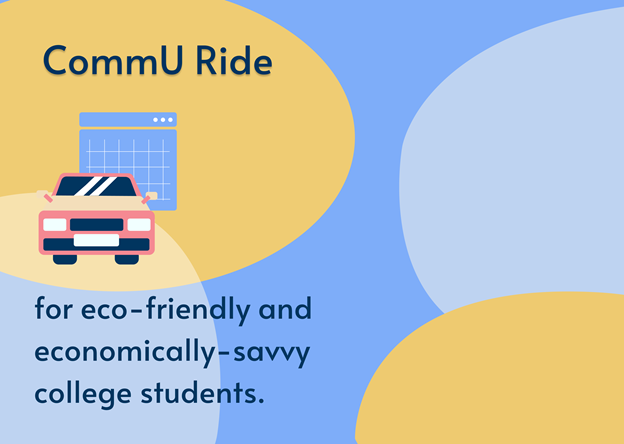 CommU Ride
for eco-friendly and
economically-savvy
college students.